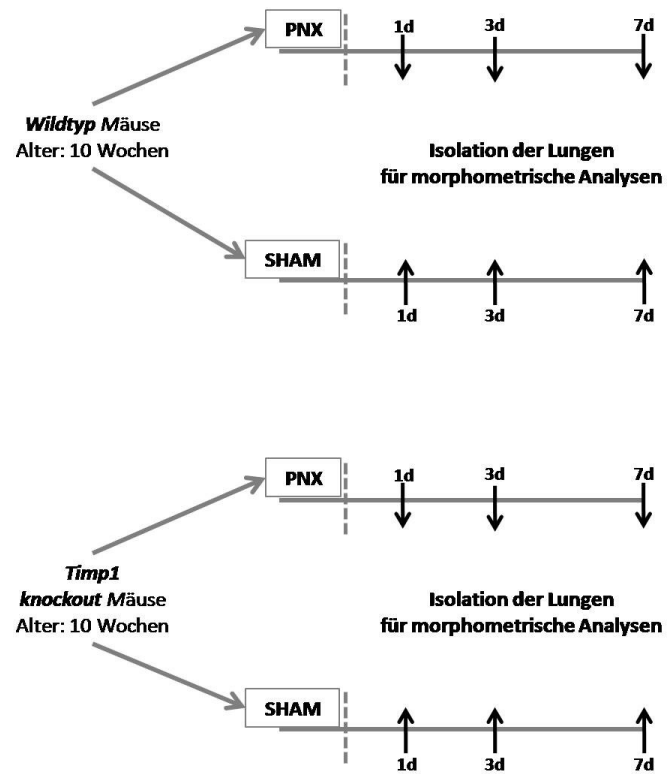 PNX
1d 3d 7d
Wildtyp Mäuse
Alter: 10 Wochen
Isolation der Lungen
für morphometrische Analysen
SHAM
1d 3d 7d
PNX
1d 3d 7d
Timp1
knockout Mäuse
Alter: 10 Wochen
Isolation der Lungen
für morphometrische Analysen
SHAM
1d 3d 7d